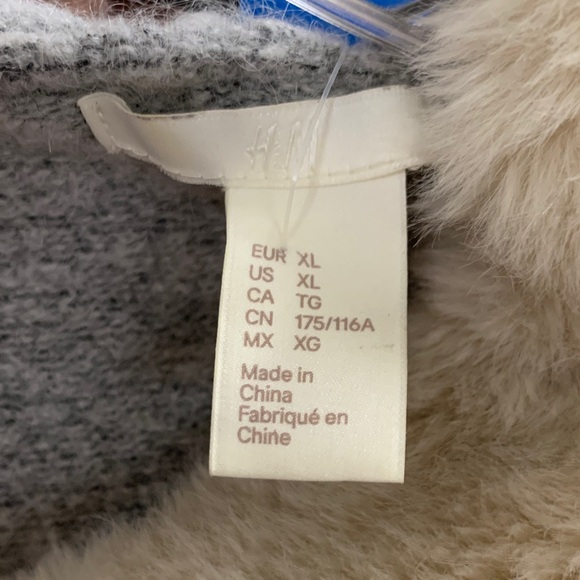 H&M
EUR XL
US XL
CA TG
CN 175/116A
MX XG
Made in
China
Fabriqué en
Chine